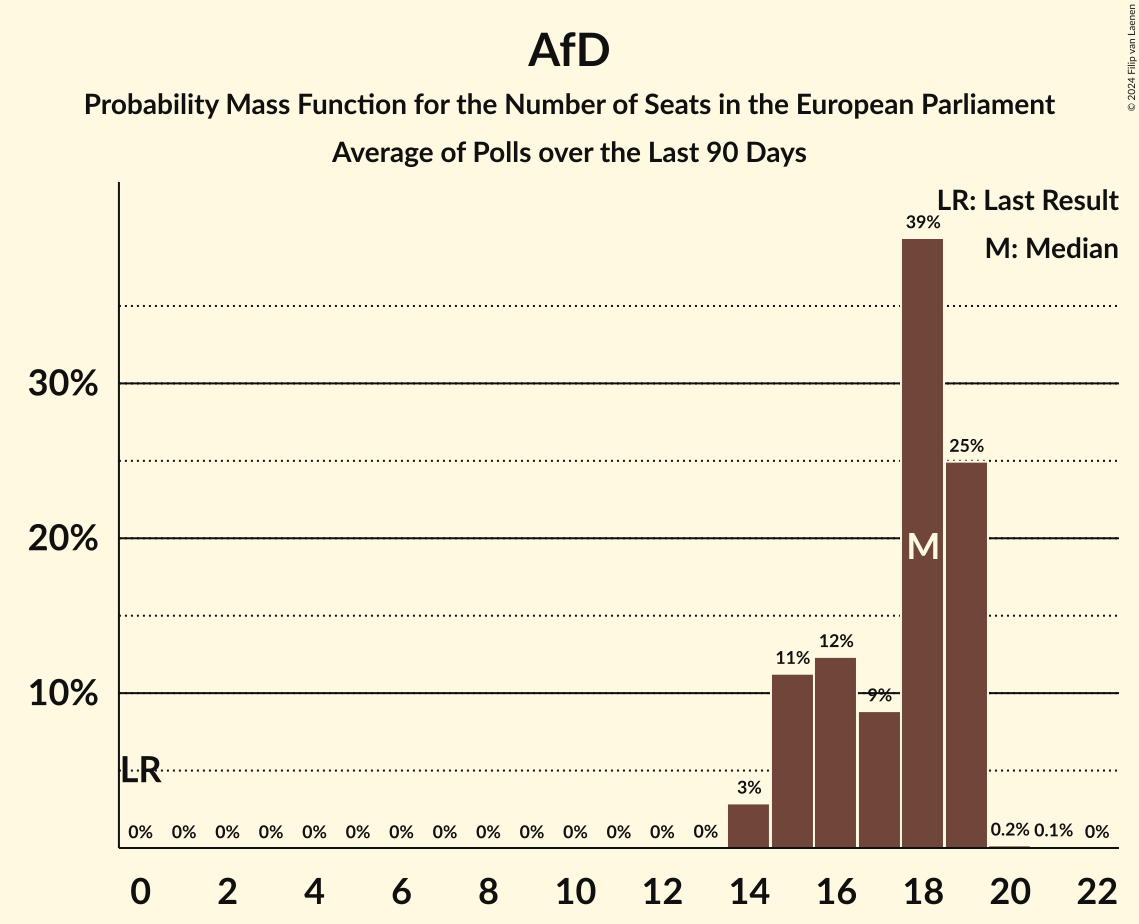 AfD
Probability Mass Function for the Number of Seats in the European Parliament
Average of Polls over the Last 90 Days
© 2024 Filip van Laenen
LR: Last Result
M: Median
39%
30%
25%
20%
M
12%
11%
10%
9%
LR
3%
0% 0% 0% 0% 0% 0% 0% 0% 0% 0% 0% 0% 0% 0% 0.2% 0.1% 0%
0 2 4 6 8 10 12 14 16 18 20 22